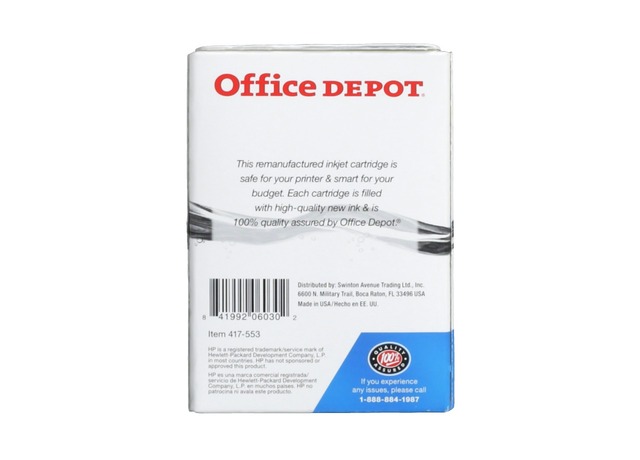 Office DEPOT®
This remanufactured inkjet cartridge is
safe for your printer & smart for your
budget. Each cartridge is filled
with high-quality new ink & is
100% quality assured by Office Depot.®
Distributed by: Swinton Avenue Trading Ltd., Inc.
6600 N. Military Trail, Boca Raton, FL 33496 USA
Made in USA/Hecho en EE. UU.
8 41992 06030 2
Item 417-553
HP is a registered trademark/service mark of
Hewlett-Packard Development Company, L.P.
in most countries. HP has not sponsored or
approved this product.
HP es una marca comercial registrada/
servicio de Hewlett-Packard Development
Company, L.P. en muchos países. HP no
patrocina ni avala este producto.
QUALITY
100%
ASSURED
If you experience
any issues, please call
1-888-884-1987